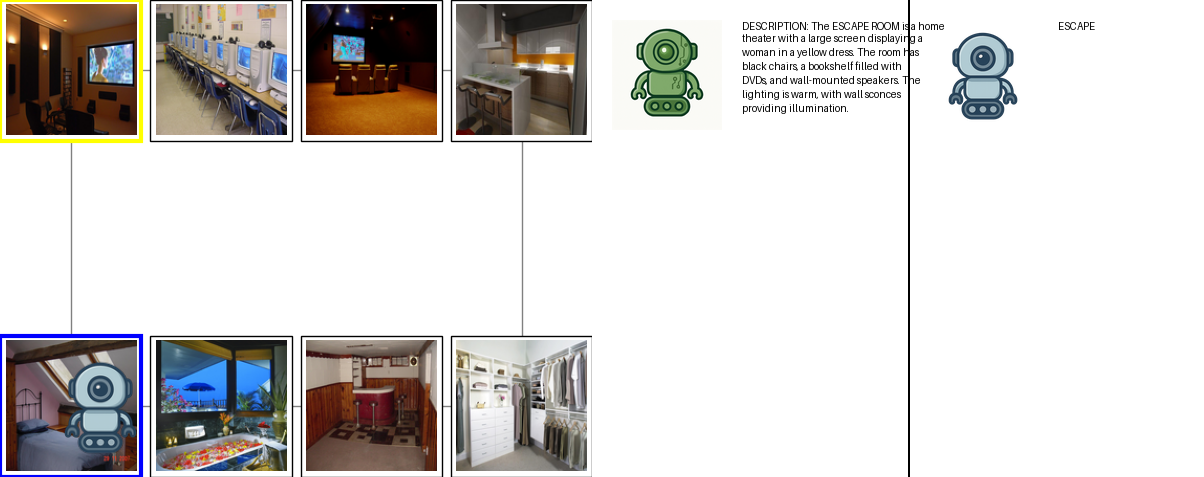 DESCRIPTION: The ESCAPE ROOM is a home
theater with a large screen displaying a
woman in a yellow dress. The room has
black chairs, a bookshelf filled with
DVDs, and wall-mounted speakers. The
lighting is warm, with wall sconces
providing illumination.
ESCAPE